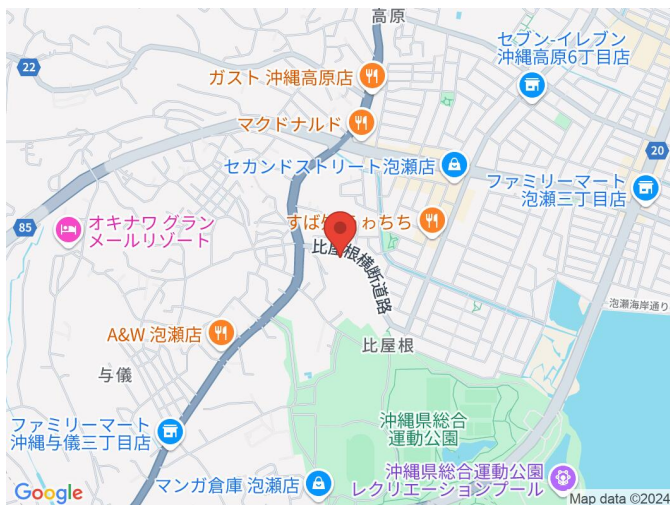 高原
セブン-イレブン
沖縄高原6丁目店
22
ガスト 沖縄高原店
マクドナルド
20
セカンドストリート泡瀬店
ファミリーマート
泡瀬三丁目店
85
オキナワ グラン
メールリゾート
比屋根横断道路
泡瀬海岸通り
A&W 泡瀬店
比屋根
与儀
ファミリーマート
沖縄与儀三丁目店
沖縄県総合
運動公園
マンガ倉庫 泡瀬店
沖縄県総合運動公園
レクリエーションプール
Google
Map data ©2024